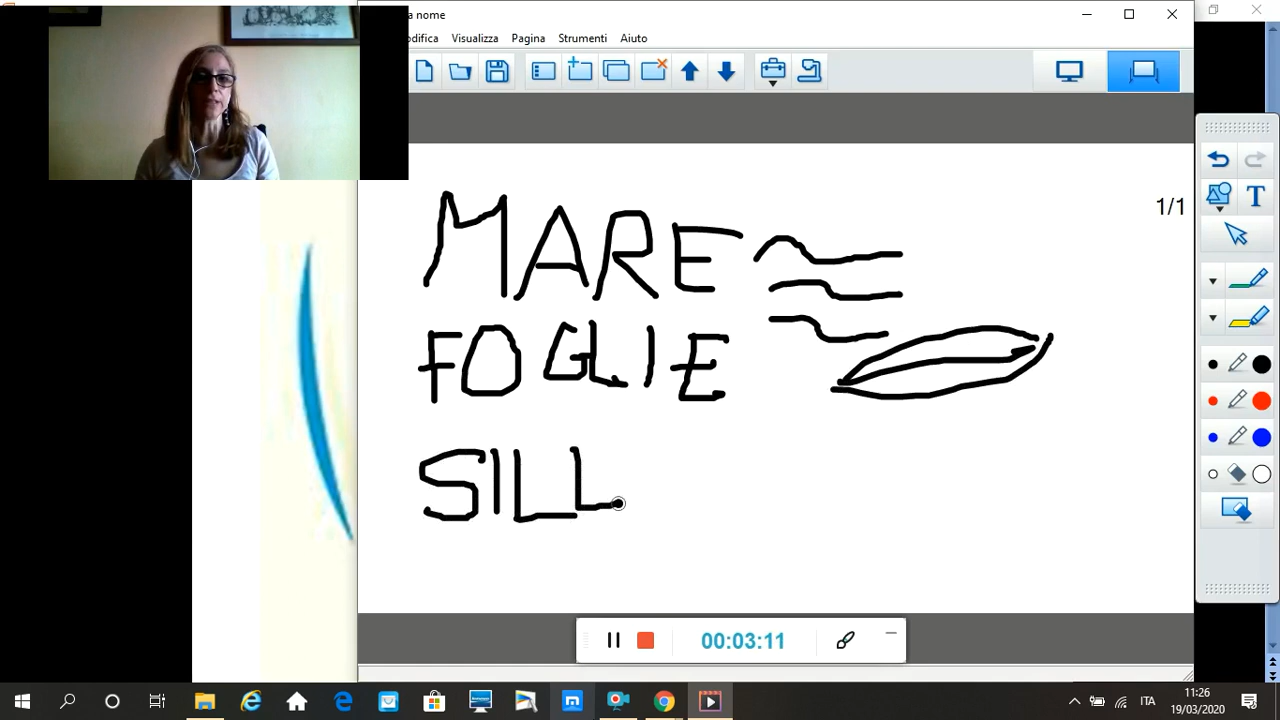 a nome
odifica Visualizza Pagina Strumenti Aiuto
1/1
MARE
FOGLIE
SILL
00:03:11
ITA
11:26
19/03/2020